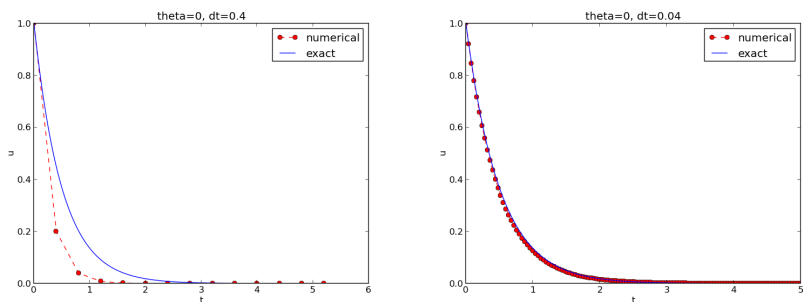 theta=0, dt=0.4
1.0
0.8
0.6
0.4
0.2
0.0
u
numerical
exact
0 1 2 3 4 5 6
t
theta=0, dt=0.04
1.0
0.8
0.6
0.4
0.2
0.0
u
numerical
exact
0 1 2 3 4 5
t